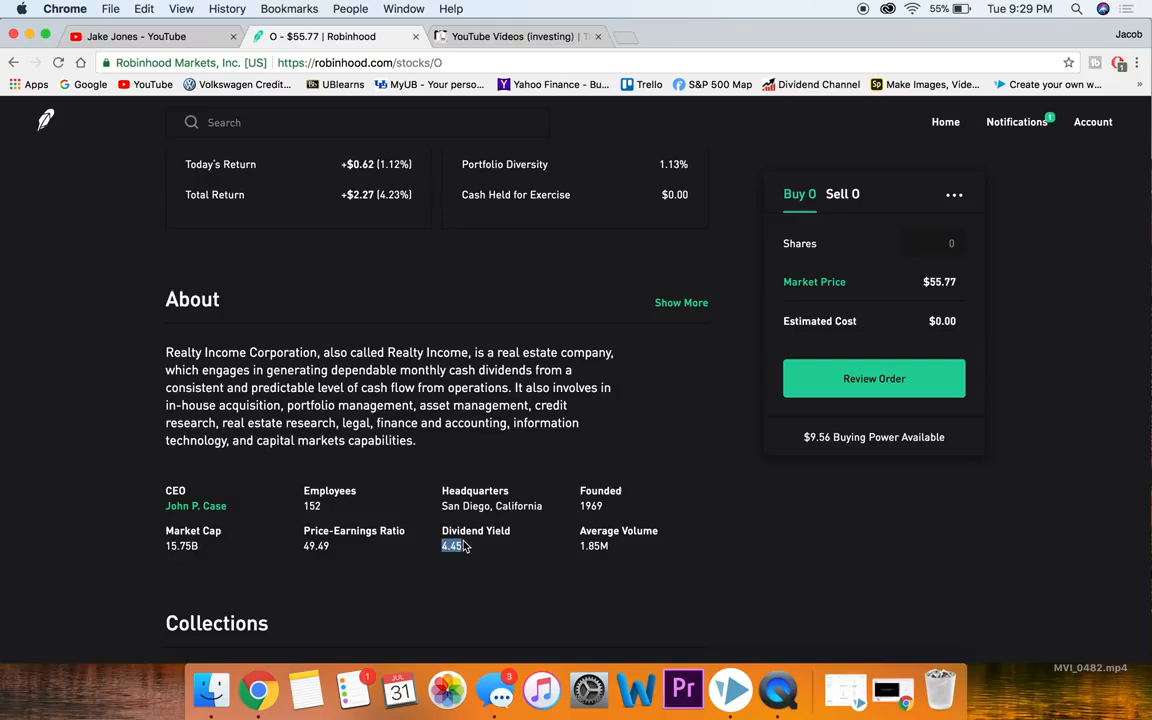 Chrome File Edit View History Bookmarks People Window Help 55% Tue 9:29 PM
Jake Jones - YouTube O - $55.77 | Robinhood YouTube Videos (investing) | T Jacob
Robinhood Markets, Inc. [US] https://robinhood.com/stocks/O
Apps Google YouTube Volkswagen Credit... UBlearns MyUB - Your perso... Yahoo Finance - Bu... Trello S&P 500 Map Dividend Channel Make Images, Vide... Create your own w... »
Search Home Notifications 1 Account
Today's Return +$0.62 (1.12%) Portfolio Diversity 1.13%
Total Return +$2.27 (4.23%) Cash Held for Exercise $0.00
Buy O Sell O
Shares 0
Market Price $55.77
Estimated Cost $0.00
Review Order
$9.56 Buying Power Available
About Show More
Realty Income Corporation, also called Realty Income, is a real estate company,
which engages in generating dependable monthly cash dividends from a
consistent and predictable level of cash flow from operations. It also involves in
in-house acquisition, portfolio management, asset management, credit
research, real estate research, legal, finance and accounting, information
technology, and capital markets capabilities.
CEO Employees Headquarters Founded
John P. Case 152 San Diego, California 1969
Market Cap Price-Earnings Ratio Dividend Yield Average Volume
15.75B 49.49 4.45 1.85M
Collections
MVI_0482.mp4
1 JUL 31 3 W Pr